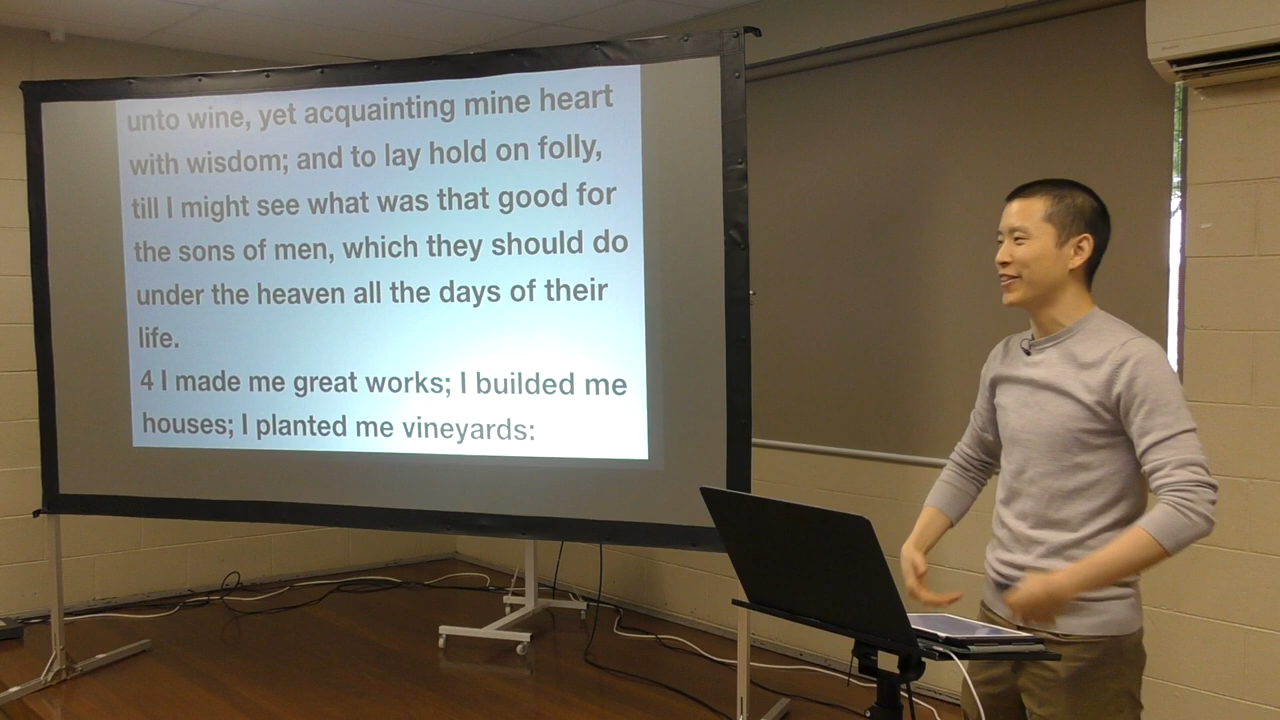 unto wine, yet acquainting mine heart
with wisdom; and to lay hold on folly,
till I might see what was that good for
the sons of men, which they should do
under the heaven all the days of their
life.
4 I made me great works; I builded me
houses; I planted me vineyards: